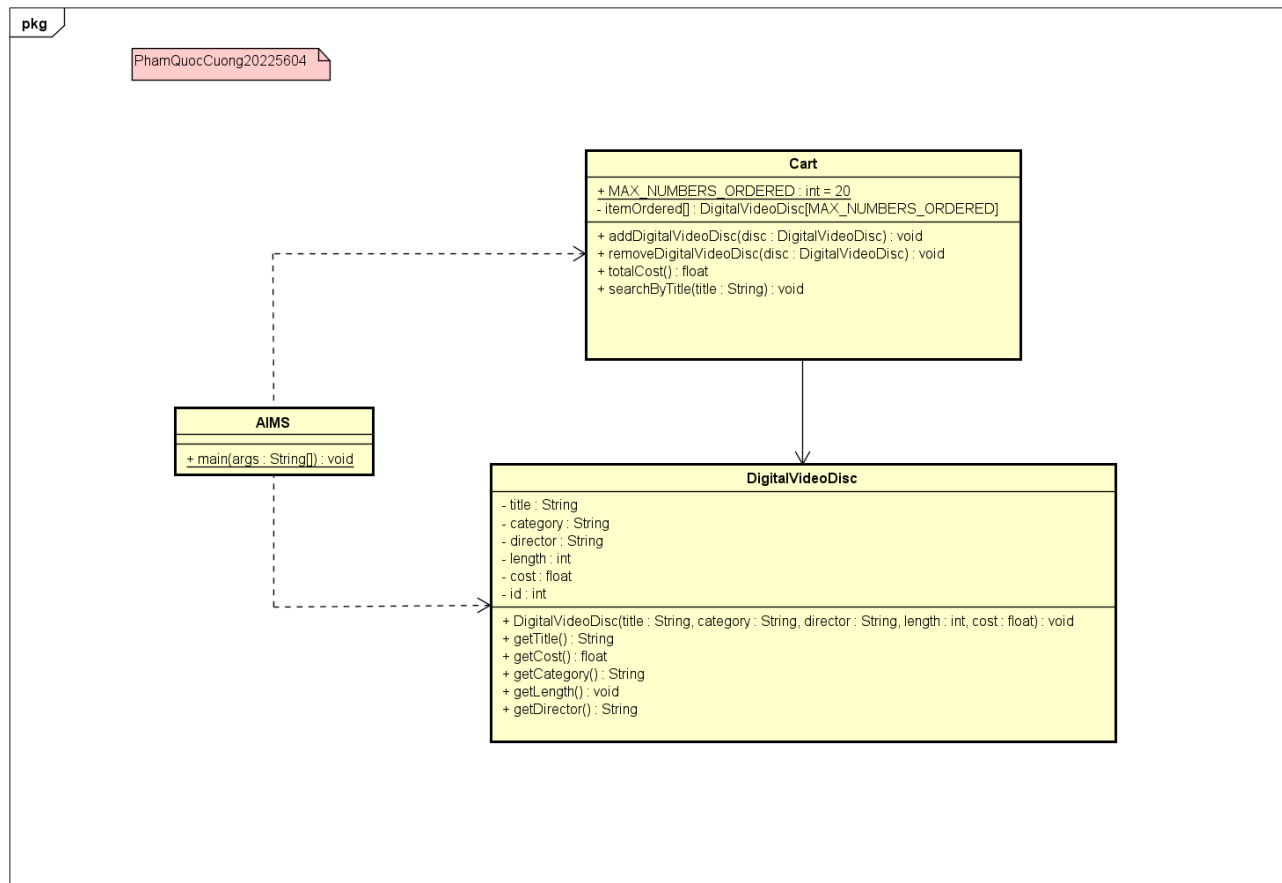 pkg
PhamQuocCuong20225604
Cart
+ MAX_NUMBERS_ORDERED : int = 20
- itemOrdered[] : DigitalVideoDisc[MAX_NUMBERS_ORDERED]
+ addDigitalVideoDisc(disc : DigitalVideoDisc) : void
+ removeDigitalVideoDisc(disc : DigitalVideoDisc) : void
+ totalCost() : float
+ searchByTitle(title : String) : void
AIMS
+ main(args : String[]) : void
DigitalVideoDisc
- title : String
- category : String
- director : String
- length : int
- cost : float
- id : int
+ DigitalVideoDisc(title : String, category : String, director : String, length : int, cost : float) : void
+ getTitle() : String
+ getCost() : float
+ getCategory() : String
+ getLength() : void
+ getDirector() : String